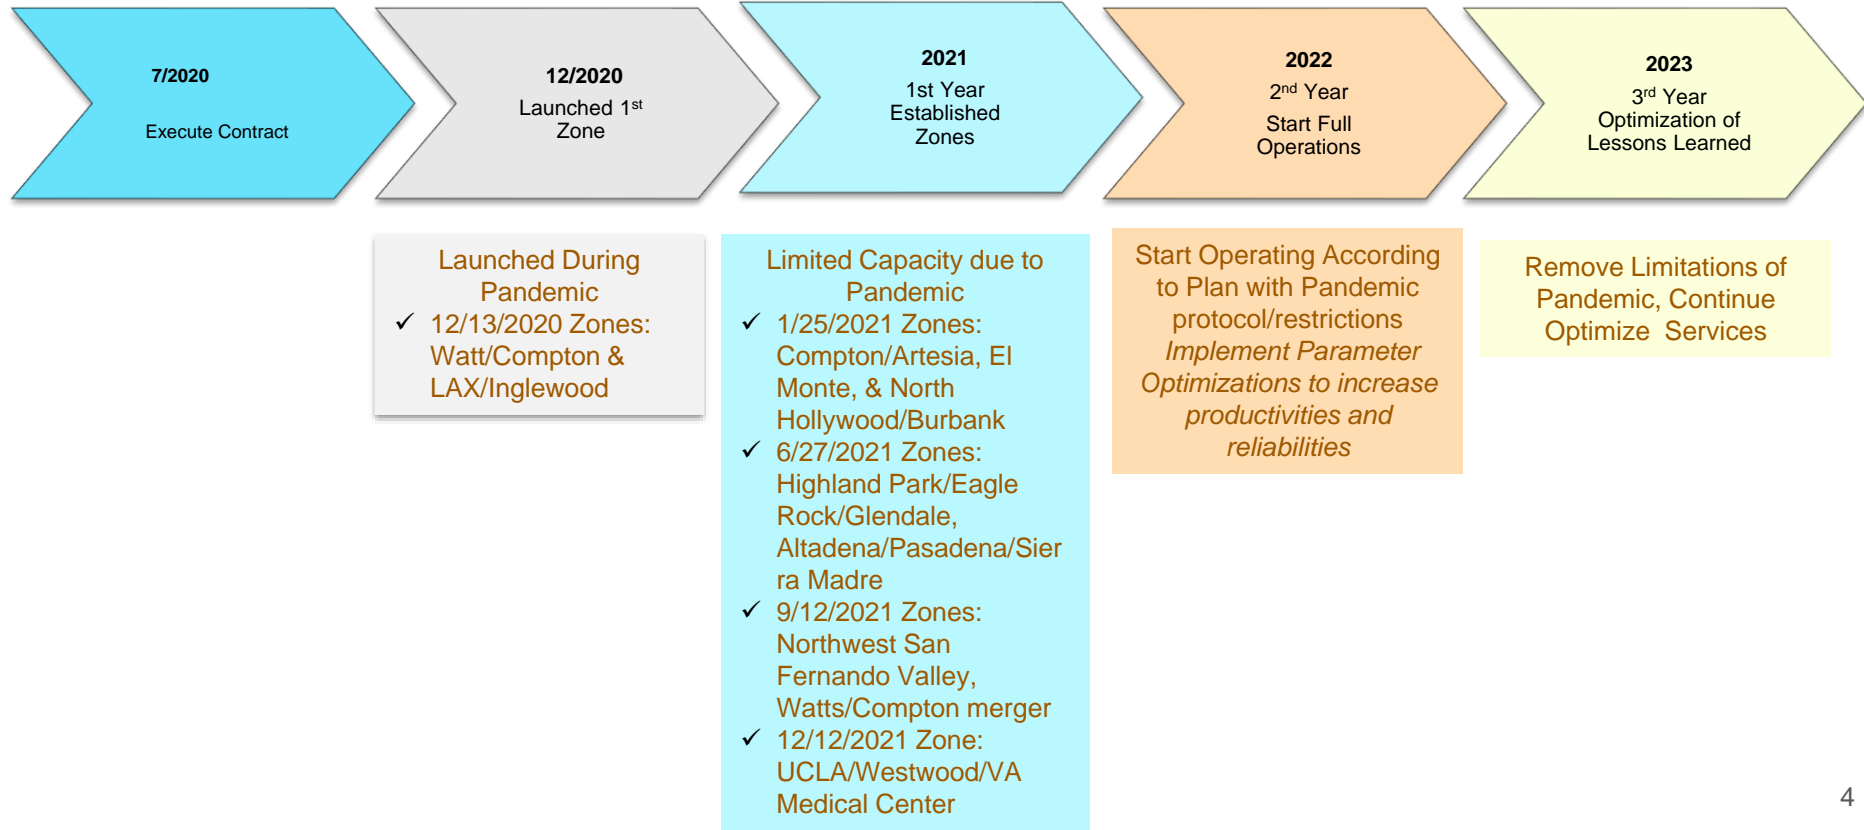 7/2020
Execute Contract
12/2020
Launched 1st
Zone
2021
1st Year
Established
Zones
2022
2nd Year
Start Full
Operations
2023
3rd Year
Optimization of
Lessons Learned
Launched During
Pandemic
✓ 12/13/2020 Zones:
Watt/Compton &
LAX/Inglewood
Limited Capacity due to
Pandemic
✓ 1/25/2021 Zones:
Compton/Artesia, El
Monte, & North
Hollywood/Burbank
✓ 6/27/2021 Zones:
Highland Park/Eagle
Rock/Glendale,
Altadena/Pasadena/Sier
ra Madre
✓ 9/12/2021 Zones:
Northwest San
Fernando Valley,
Watts/Compton merger
✓ 12/12/2021 Zone:
UCLA/Westwood/VA
Medical Center
Start Operating According
to Plan with Pandemic
protocol/restrictions
Implement Parameter
Optimizations to increase
productivities and
reliabilities
Remove Limitations of
Pandemic, Continue
Optimize Services
4